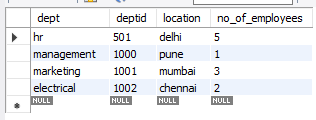 dept deptid location no_of_employees
hr 501 delhi 5
management 1000 pune 1
marketing 1001 mumbai 3
electrical 1002 chennai 2
NULL NULL NULL NULL